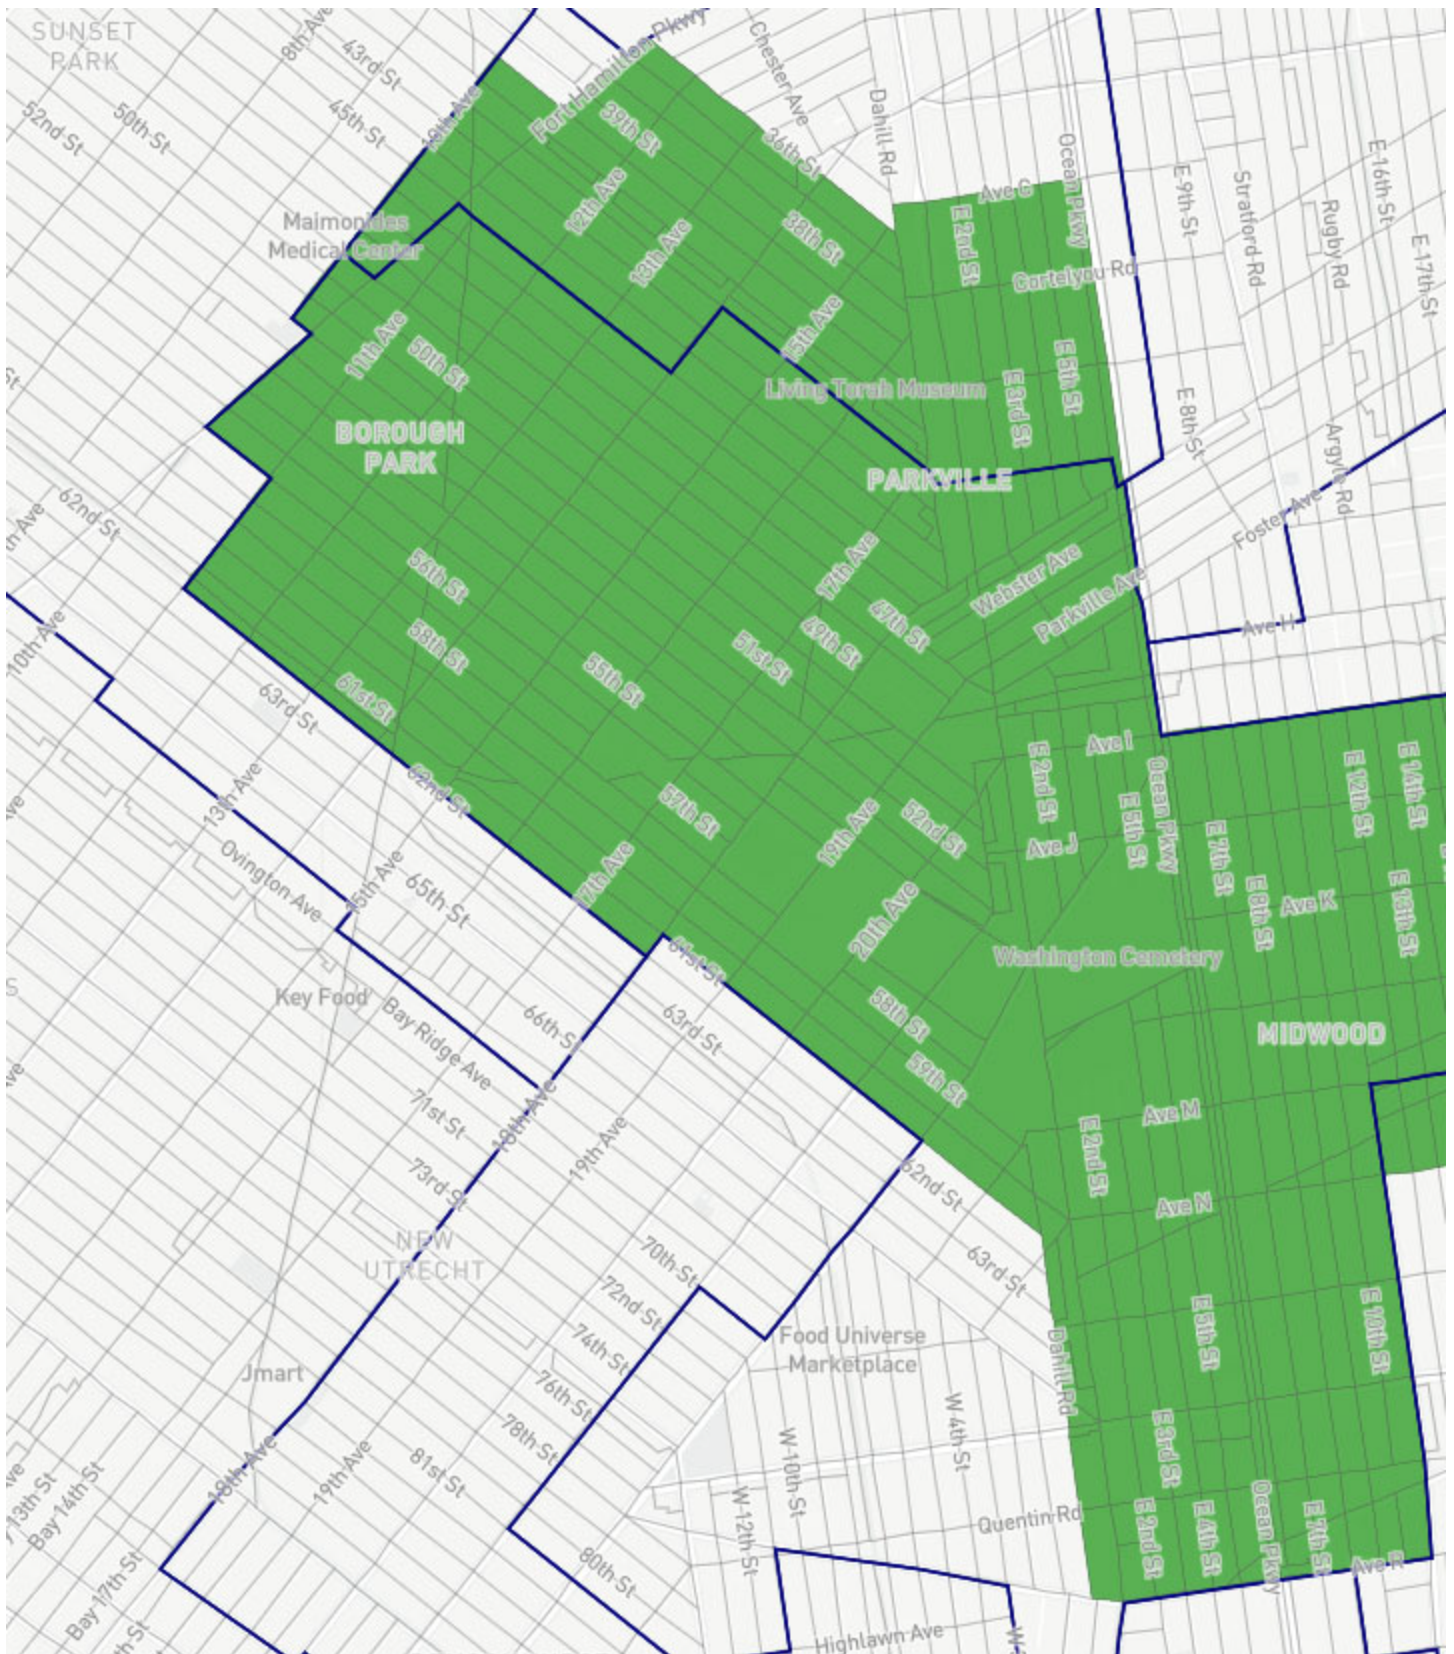 SUNSET
PARK
8th Ave
43rd St
45th St
50th St
52nd St
10th Ave
Fort Hamilton Pkwy
Chester Ave
39th St
36th St
Dahill Rd
Ocean Pkwy
Ave C
E 2nd St
E 9th St
Stratford Rd
Rugby Rd
E 16th St
E 17th St
12th Ave
13th Ave
38th St
Cortelyou Rd
Maimonides
Medical Center
11th Ave
50th St
15th Ave
Living Torah Museum
E 3rd St
E 5th St
E 8th St
Argyle Rd
BOROUGH
PARK
PARKVILLE
Foster Ave
62nd St
56th St
58th St
17th Ave
47th St
49th St
51st St
Webster Ave
Parkville Ave
Ave H
10th Ave
55th St
61st St
63rd St
62nd St
57th St
Ave I
E 2nd St
E 5th St
Ocean Pkwy
E 7th St
E 12th St
E 14th St
13th Ave
Ovington Ave
15th Ave
65th St
17th Ave
19th Ave
52nd St
Ave J
20th Ave
E 8th St
Ave K
E 13th St
61st St
Washington Cemetery
Key Food
Bay Ridge Ave
66th S
63rd St
58th St
59th St
MIDWOOD
71st St
18th Ave
19th Ave
73rd St
Ave M
E 2nd St
62nd St
Ave N
NEW
UTRECHT
70th St
72nd St
74th St
76th St
78th St
63rd St
Food Universe
Marketplace
Dahill Rd
E 5th St
E 10th St
Jmart
18th Ave
19th Ave
81st St
W 4th St
W 10th St
W 12th St
E 3rd St
13th St
Bay 14th St
Bay 17th St
80th St
Quentin Rd
E 2nd St
E 4th St
Ocean Pkwy
E 7th St
Ave R
Highlawn Ave